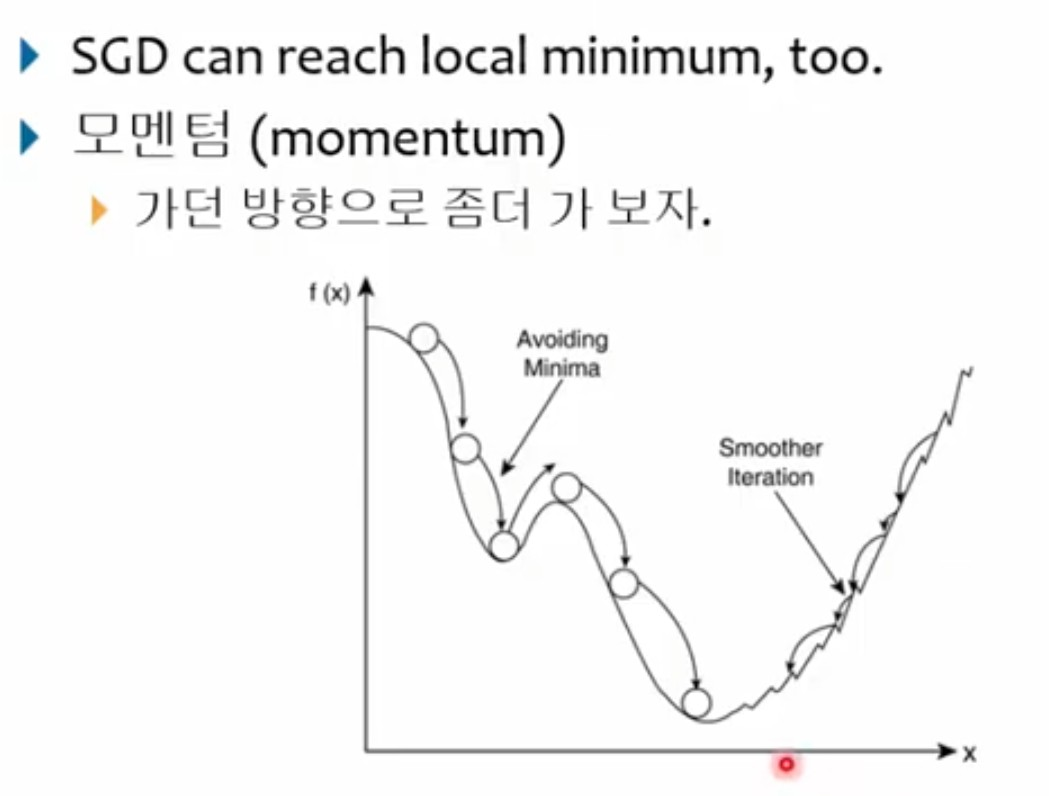 SGD can reach local minimum, too.
모멘텀 (momentum)
가던 방향으로 좀더 가 보자.
f (x)
Avoiding
Minima
Smoother
Iteration
x